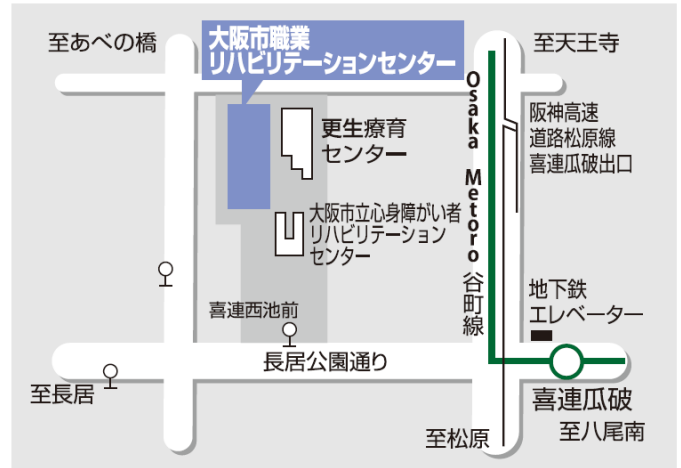 至あべの橋
大阪市職業
リハビリテーションセンター
至天王寺
阪神高速
道路松原線
喜連瓜破出口
更生療育
センター
Osaka Metoro 谷町線
大阪市立心身障がい者
リハビリテーション
センター
地下鉄
エレベーター
喜連西池前
長居公園通り
至長居
喜連瓜破
至松原
至八尾南